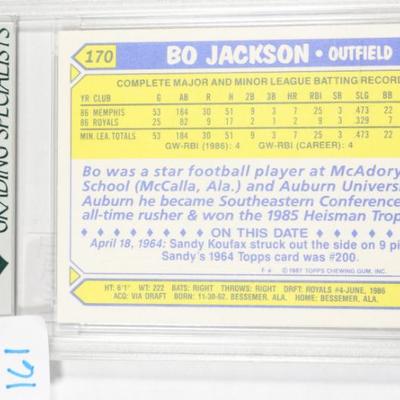 GRADING SPECIALISTS
161
170
BO JACKSON • OUTFIELD
COMPLETE MAJOR AND MINOR LEAGUE BATTING RECORD
YR CLUB G AB R H 2B 3B HR RBI SB SLG BB
86 MEMPHIS 53 184 30 51 9 3 7 25 3 .473 22
86 ROYALS 25 82 9 17 2 1 2 9 3 .329 7
MIN. LEA. TOTALS 53 184 30 51 9 3 7 25 3 .473 22
GW-RBI (1986): 4 GW-RBI (CAREER): 4
Bo was a star football player at McAdory
School (McCalla, Ala.) and Auburn Univers
Auburn he became Southeastern Conference
all-time rusher & won the 1985 Heisman Trop
★ ON THIS DATE ★
April 18, 1964: Sandy Koufax struck out the side on 9 pi
Sandy's 1964 Topps card was #200.
F★ ©1987 TOPPS CHEWING GUM, INC.
HT: 6'1" WT: 222 BATS: RIGHT THROWS: RIGHT DRFT: ROYALS #4-JUNE, 1986
ACQ: VIA DRAFT BORN: 11-30-62, BESSEMER, ALA. HOME: BESSEMER, ALA.